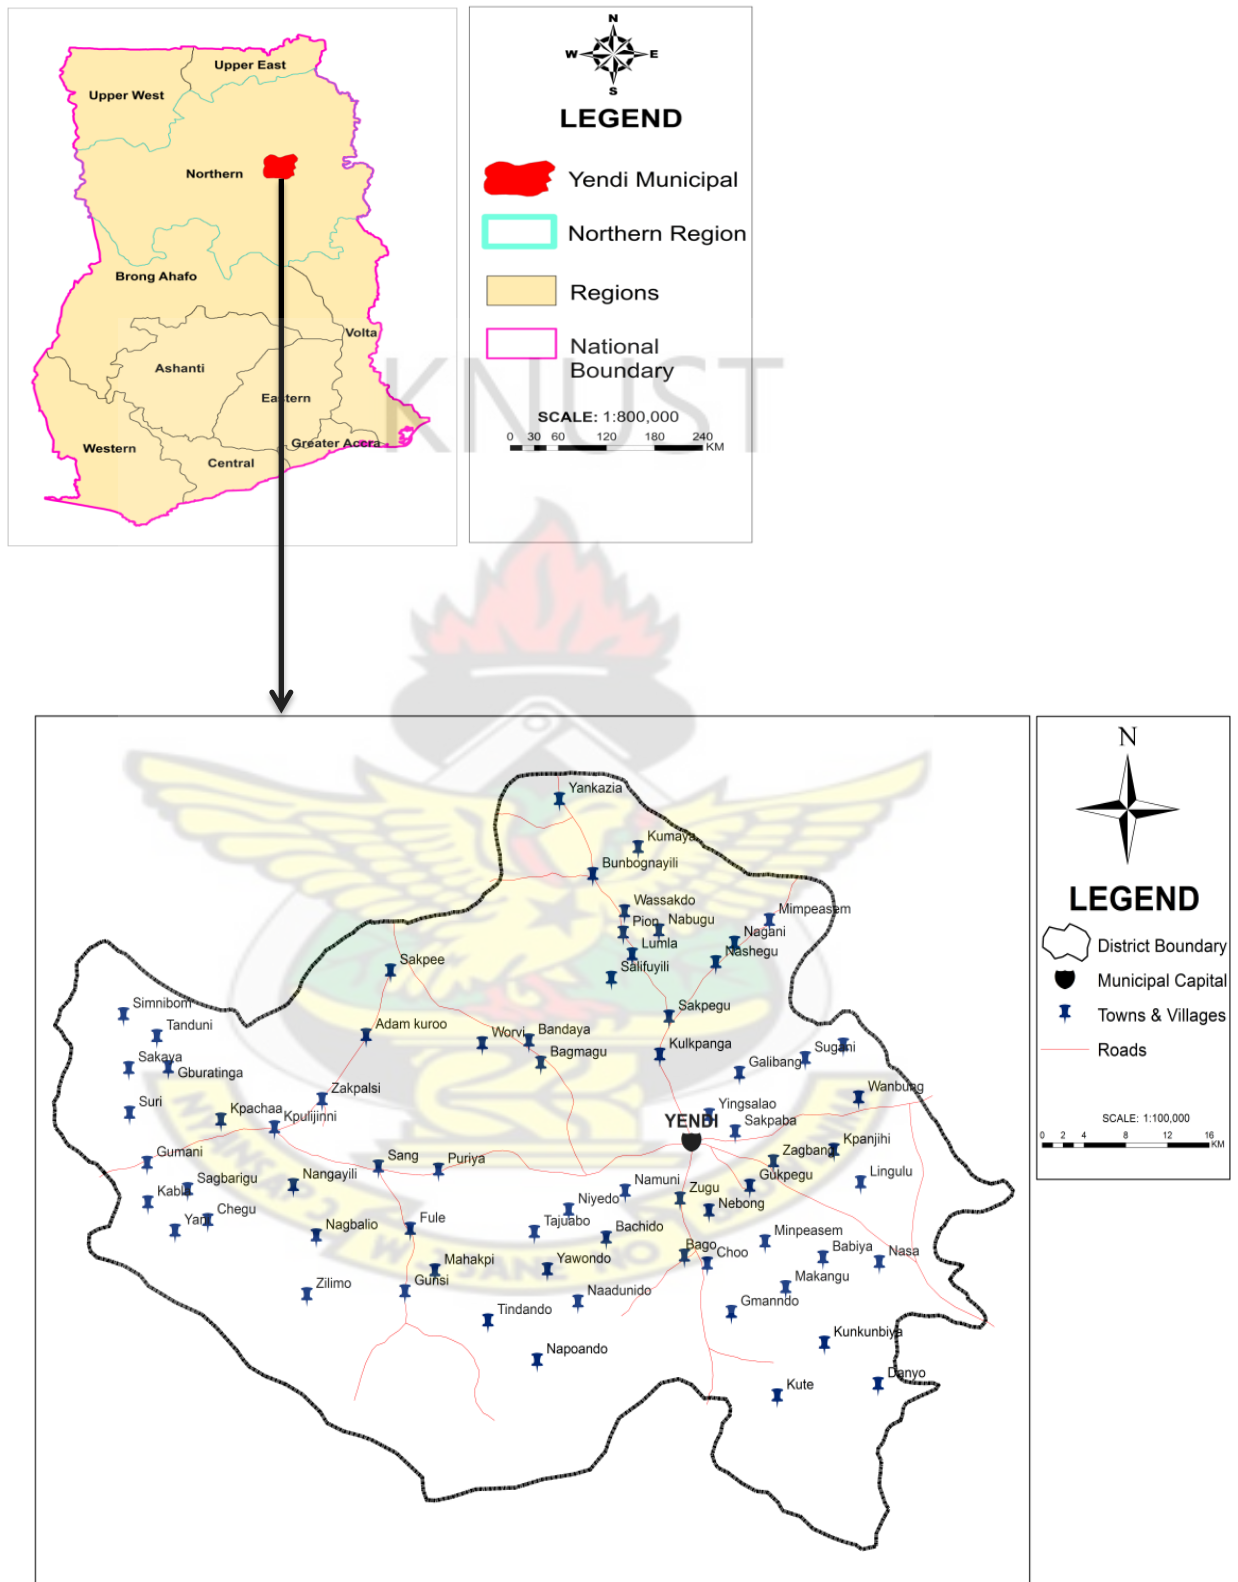 Upper East
Upper West
Northern
Brong Ahafo
Volta
Ashanti
Eastern
Western
Central
Greater Accra
N
W E
S
LEGEND
Yendi Municipal
Northern Region
Regions
National
Boundary
SCALE: 1:800,000
0 30 60 120 180 240
KM
KNUST
Yankazia
Kumaya
Bunbognayili
Wassakdo
Mimpeasem
Pion
Nabugu
Nagani
Lumla
Nashegu
Sakpee
Salifuyili
Simnibom
Sakpegu
Tanduni
Adam kuroo
Worvi
Bandaya
Sugani
Sakaya
Gburatinga
Bagmagu
Kulkpanga
Galibang
Zakpalsi
Wanbung
Suri
Kpachaa
Kpulijinni
Yingsalao
YENDI
Sakpaba
Gumani
Sang
Puriya
Zagbang
Kpanjihi
Sagbarigu
Nangayili
Namuni
Gukpegu
Lingulu
Kabli
Niyedo
Zugu
Nebong
Yan
Chegu
Nagbalio
Fule
Tajuabo
Bachido
Minpeasem
Mahakpi
Yawondo
Bago
Choo
Babiya
Nasa
Zilimo
Gunsi
Naadunido
Makangu
Tindando
Gmanndo
Napoando
Kunkunbiya
Kute
Danyo
N
LEGEND
District Boundary
Municipal Capital
Towns & Villages
Roads
SCALE: 1:100,000
0 2 4 8 12 16
KM